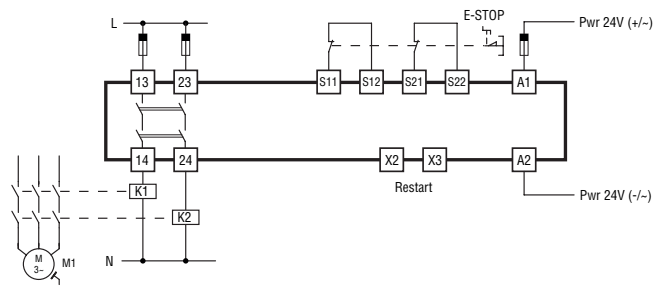 E-STOP
L
Pwr 24V (+/~)
13
23
S11
S12
S21
S22
A1
14
24
X2
X3
A2
Restart
K1
K2
Pwr 24V (-/~)
M
3~
M1
N